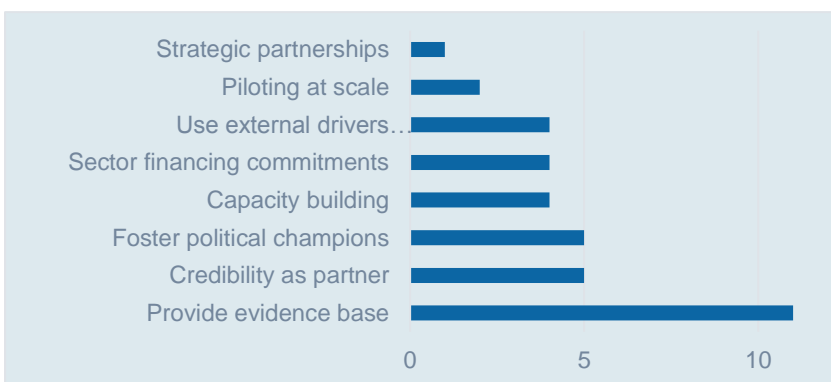 Strategic partnerships
Piloting at scale
Use external drivers…
Sector financing commitments
Capacity building
Foster political champions
Credibility as partner
Provide evidence base
0 5 10